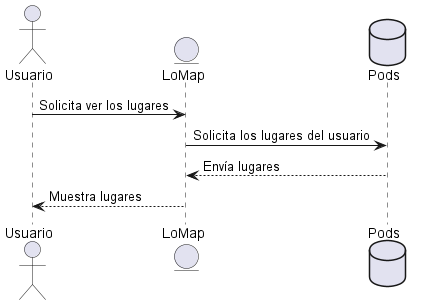 Usuario LoMap Pods
Solicita ver los lugares
Solicita los lugares del usuario
Envía lugares
Muestra lugares
Usuario LoMap Pods